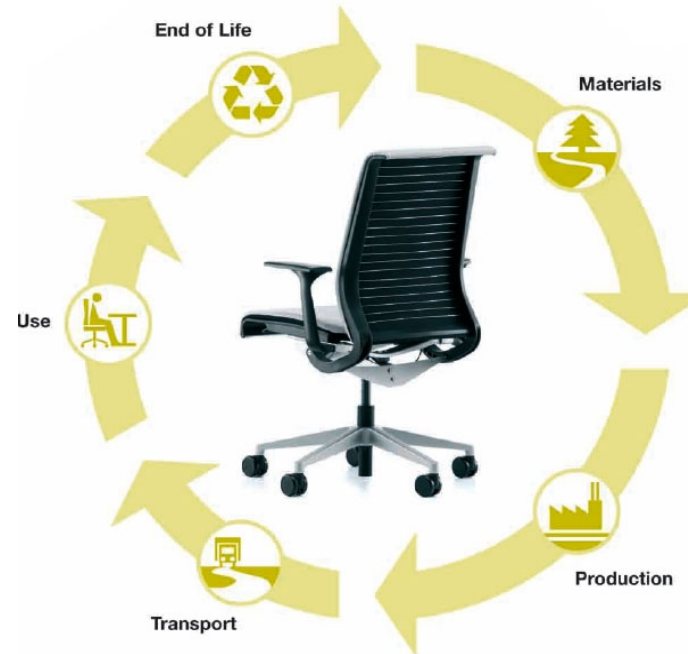 End of Life
Materials
Use
Production
Transport